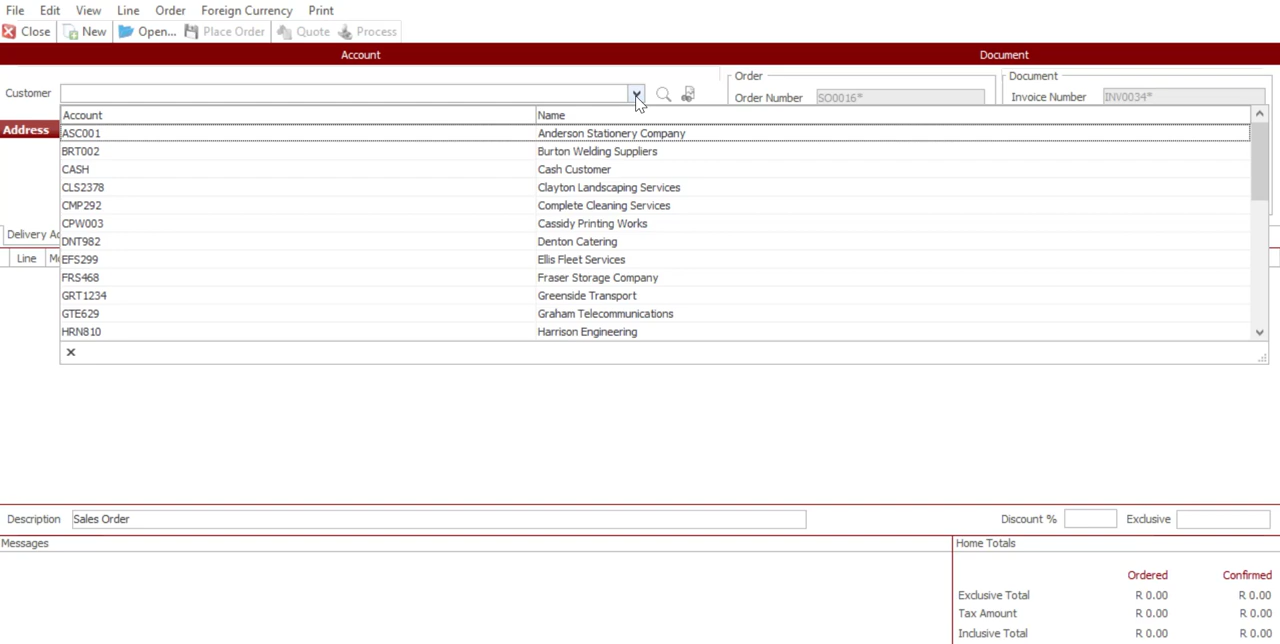 File Edit View Line Order Foreign Currency Print
Close New Open... Place Order Quote Process
Account Document
Customer
Order
Order Number SO0016*
Document
Invoice Number INV0034*
Address
Account Name
ASC001 Anderson Stationery Company
BRT002 Burton Welding Suppliers
CASH Cash Customer
CLS2378 Clayton Landscaping Services
CMP292 Complete Cleaning Services
CPW003 Cassidy Printing Works
DNT982 Denton Catering
EFS299 Ellis Fleet Services
FRS468 Fraser Storage Company
GRT1234 Greenside Transport
GTE629 Graham Telecommunications
HRN810 Harrison Engineering
Delivery
Line
Description Sales Order Discount % Exclusive
Messages
Home Totals
Ordered Confirmed
Exclusive Total R 0.00 R 0.00
Tax Amount R 0.00 R 0.00
Inclusive Total R 0.00 R 0.00